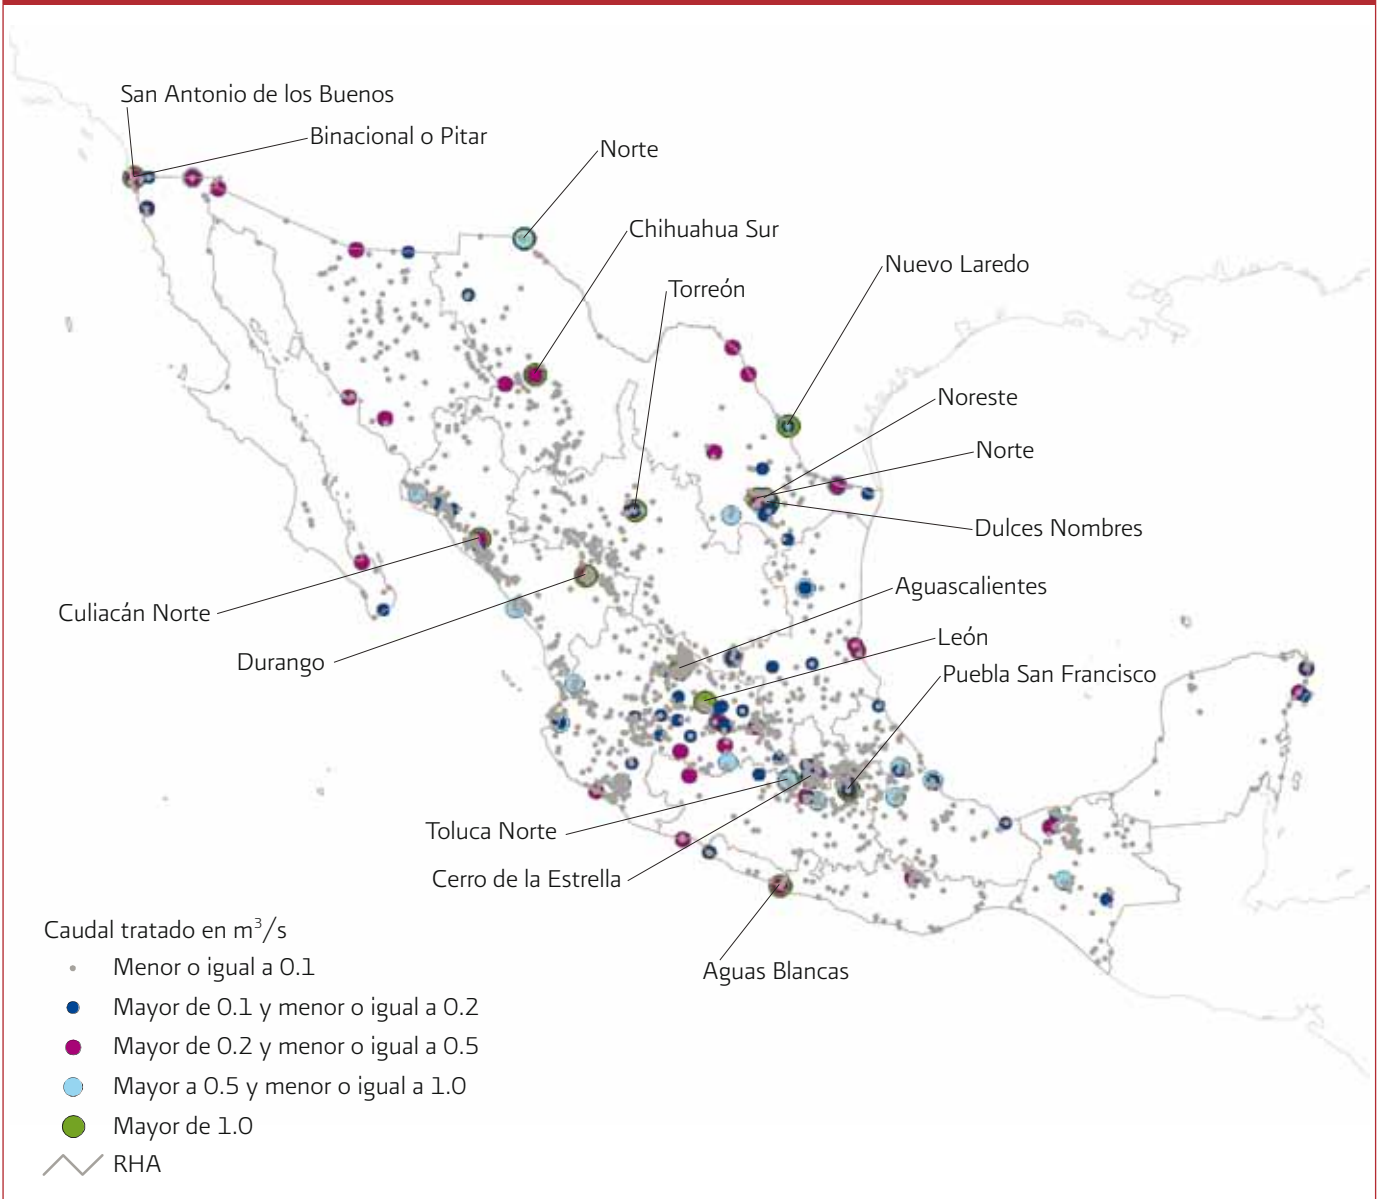 San Antonio de los Buenos
Binacional o Pitar
Norte
Chihuahua Sur
Nuevo Laredo
Torreón
Noreste
Norte
Dulces Nombres
Aguascalientes
Culiacán Norte
León
Durango
Puebla San Francisco
Toluca Norte
Cerro de la Estrella
Aguas Blancas
Caudal tratado en m³/s
Menor o igual a 0.1
Mayor de 0.1 y menor o igual a 0.2
Mayor de 0.2 y menor o igual a 0.5
Mayor a 0.5 y menor o igual a 1.0
Mayor de 1.0
RHA